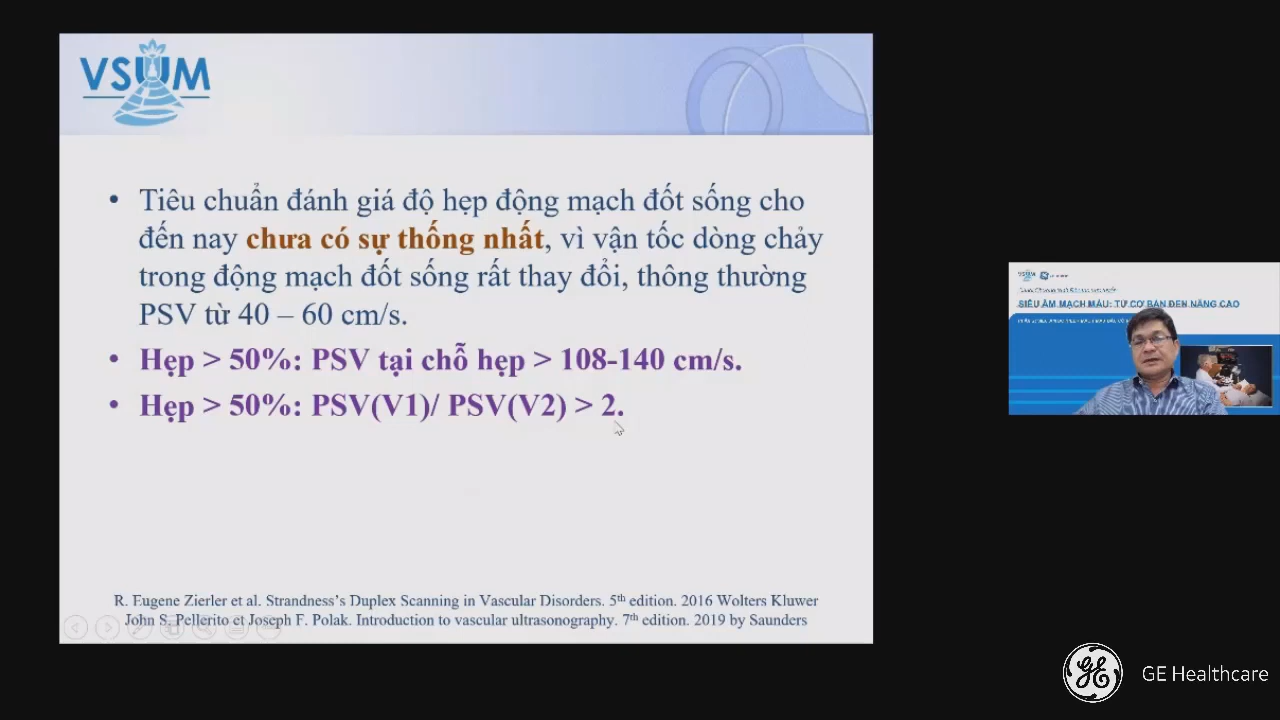 VSUM
• Tiêu chuẩn đánh giá độ hẹp động mạch đốt sống cho
đến nay chưa có sự thống nhất, vì vận tốc dòng chảy
trong động mạch đốt sống rất thay đổi, thông thường
PSV từ 40 – 60 cm/s.
• Hẹp > 50%: PSV tại chỗ hẹp > 108-140 cm/s.
• Hẹp > 50%: PSV(V1)/ PSV(V2) > 2.
R. Eugene Zierler et al. Strandness’s Duplex Scanning in Vascular Disorders. 5th edition. 2016 Wolters Kluwer
John S. Pellerito et Joseph F. Polak. Introduction to vascular ultrasonography. 7th edition. 2019 by Saunders
SIÊU ÂM MẠCH MÁU: TỪ CƠ BẢN ĐẾN NÂNG CAO
GE Healthcare